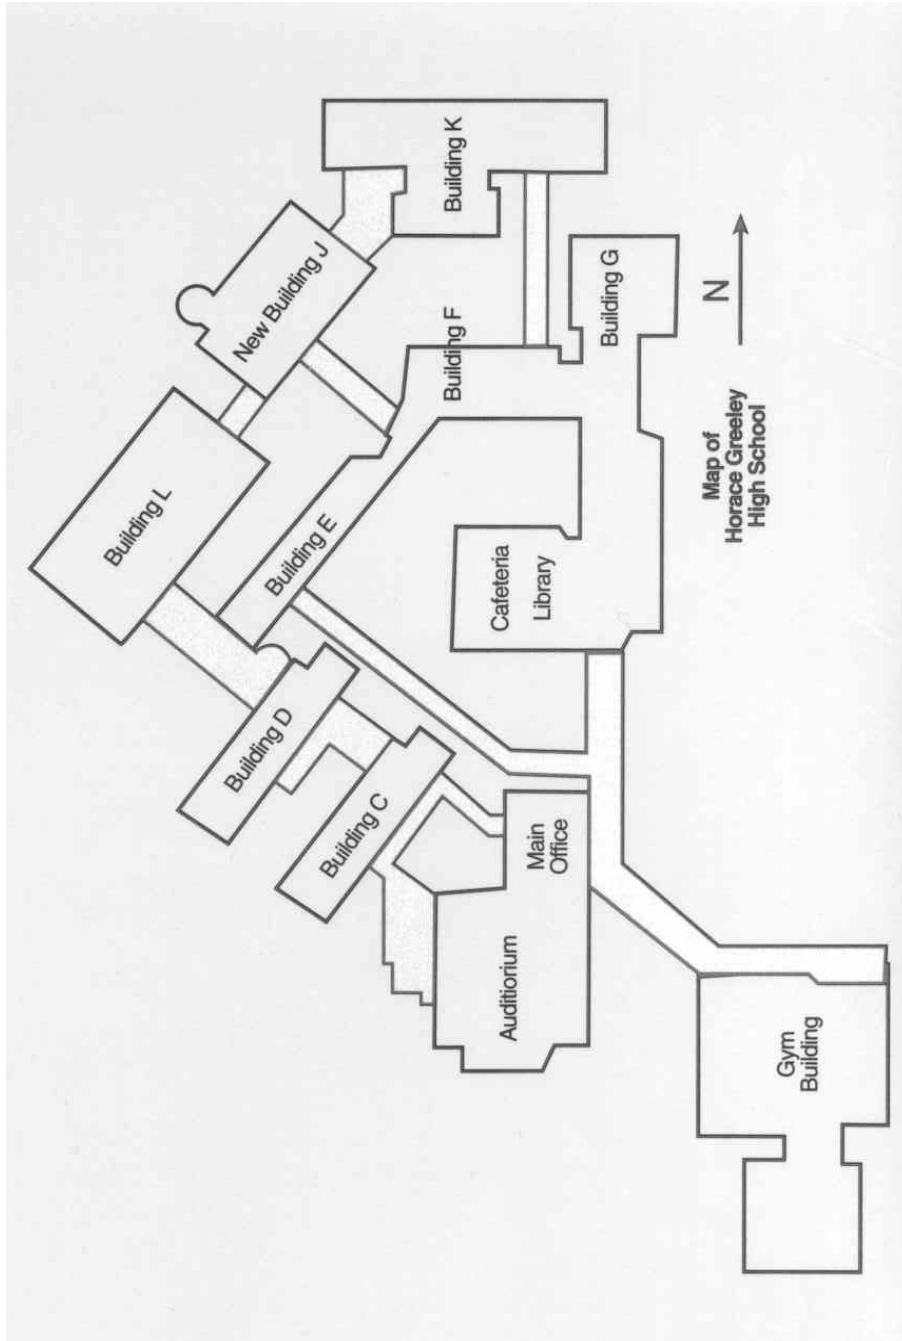 Building K
New Building J
Building G
Building F
N
Building L
Building E
Map of
Horace Greeley
High School
Cafeteria
Library
Building D
Building C
Main
Office
Auditorium
Gym
Building